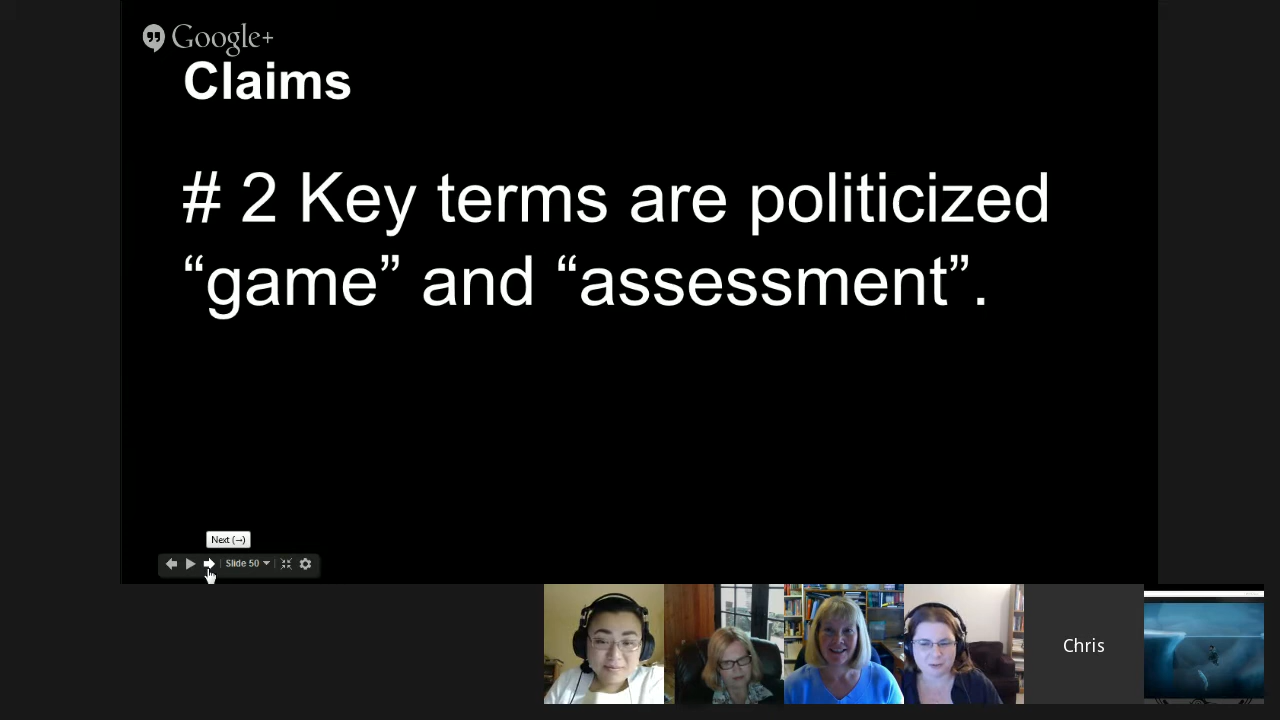 Google+
Claims
# 2 Key terms are politicized
“game” and “assessment”.
Next (→)
Slide 50
Chris